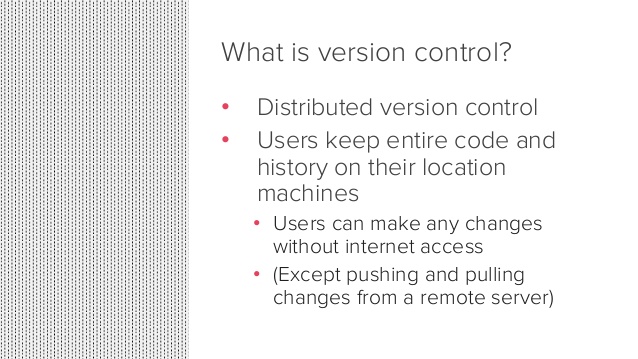 What is version control?
• Distributed version control
• Users keep entire code and
history on their location
machines
• Users can make any changes
without internet access
• (Except pushing and pulling
changes from a remote server)